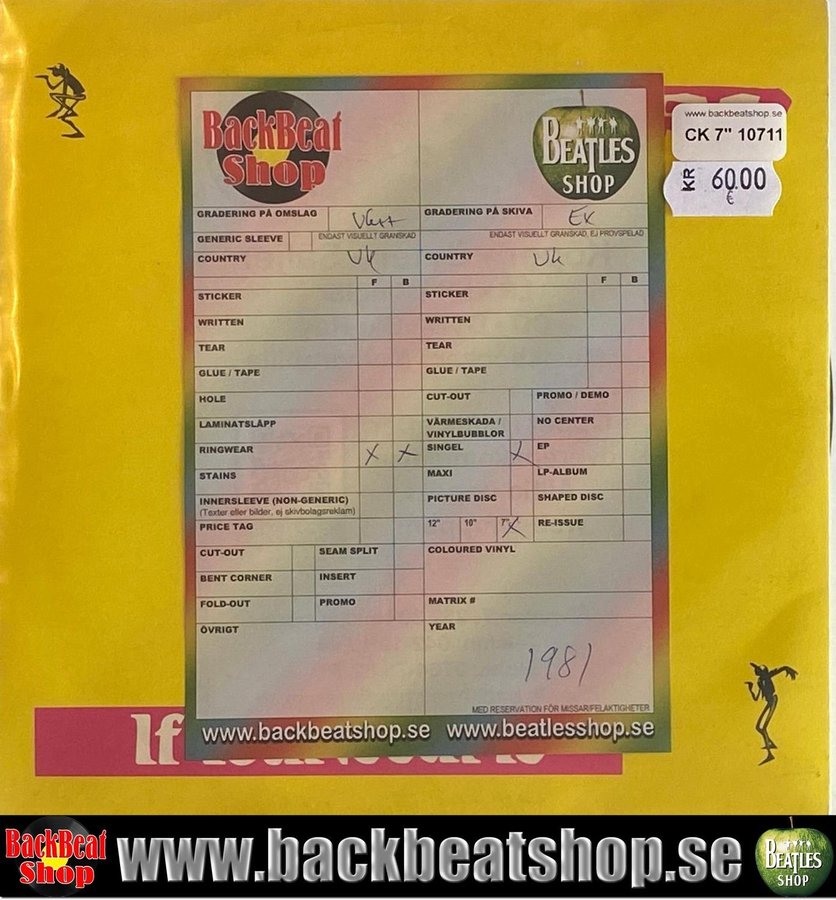 www.backbeatshop.se
CK 7" 10711
KR 60.00
€
BackBeat
Shop
BEATLES
SHOP
GRADERING PÅ OMSLAG VG++
GRADERING PÅ SKIVA EX
GENERIC SLEEVE ENDAST VISUELLT GRANSKAD
ENDAST VISUELLT GRANSKAD, EJ PROVSPELAD
COUNTRY UK
COUNTRY Uk
F B
F B
STICKER
STICKER
WRITTEN
WRITTEN
TEAR
TEAR
GLUE / TAPE
GLUE / TAPE
HOLE
CUT-OUT PROMO / DEMO
LAMINATSLÄPP
VÄRMESKADA /
VINYLBUBBLOR
NO CENTER
RINGWEAR X X
SINGEL X EP
STAINS
MAXI LP-ALBUM
INNERSLEEVE (NON-GENERIC)
(Texter eller bilder, ej skivbolagsreklam)
PICTURE DISC SHAPED DISC
PRICE TAG
12" 10" 7" X RE-ISSUE
CUT-OUT SEAM SPLIT
COLOURED VINYL
BENT CORNER INSERT
FOLD-OUT PROMO
MATRIX #
ÖVRIGT
YEAR
1981
MED RESERVATION FÖR MISSAR/FELAKTIGHETER
www.backbeatshop.se www.beatlesshop.se
If
BackBeat
Shop
www.backbeatshop.se
BEATLES
SHOP